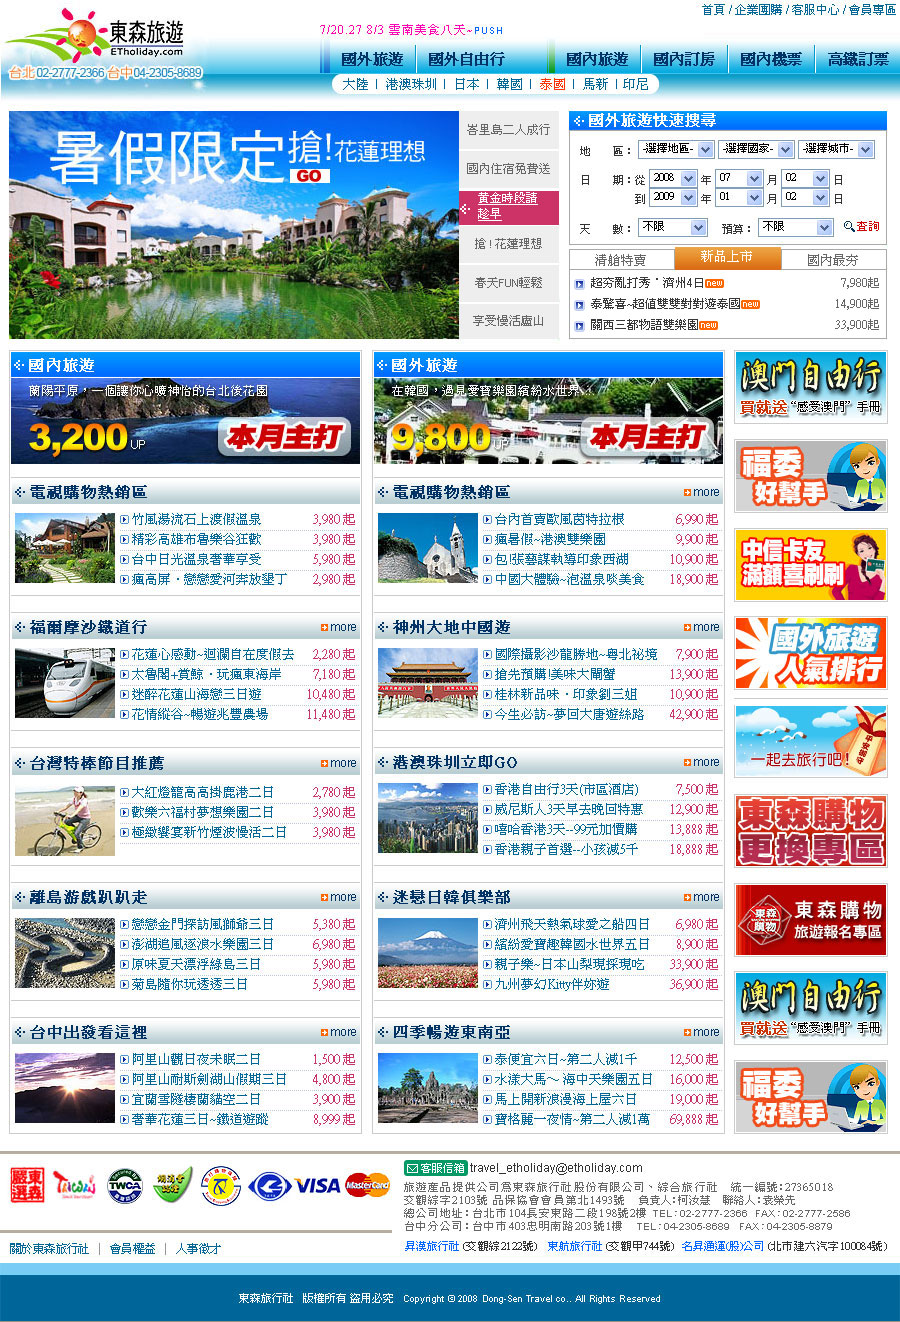 首頁 / 企業團購 / 客服中心 / 會員專區
東森旅遊
ETholiday.com
台北02-2777-2366 台中04-2305-8689
7/20.27 8/3 雲南美食八天~PUSH
國外旅遊 國外自由行 國內旅遊 國內訂房 國內機票 高鐵訂票
大陸 | 港澳珠圳 | 日本 | 韓國 | 泰國 | 馬新 | 印尼
暑假限定搶!花蓮理想
GO
峇里島二人成行
國內住宿免費送
黃金時段請趁早
搶!花蓮理想
春天FUN輕鬆
享受慢活廬山
國外旅遊快速搜尋
地 區: -選擇地區- -選擇國家- -選擇城市-
日 期:從 2008 年 07 月 02 日
到 2009 年 01 月 02 日
天 數: 不限 預算: 不限 查詢
清艙特賣 新品上市 國內最夯
超夯亂打秀‧濟州4日new 7,980起
泰驚喜~超值雙雙對對遊泰國new 14,900起
關西三都物語雙樂園new 33,900起
國內旅遊
蘭陽平原，一個讓你心曠神怡的台北後花園
3,200UP 本月主打
電視購物熱銷區
竹風湯流石上渡假溫泉 3,980起
精彩高雄布魯樂谷狂歡 3,980起
台中日光溫泉奢華享受 5,980起
瘋高屏‧戀戀愛河奔放墾丁 2,980起
福爾摩沙鐵道行 more
花蓮心感動~迴瀾自在度假去 2,280起
太魯閣+賞鯨‧玩瘋東海岸 7,180起
迷醉花蓮山海戀三日遊 10,480起
花情縱谷~暢遊兆豐農場 11,480起
台灣特棒節目推薦 more
大紅燈籠高高掛鹿港二日 2,780起
歡樂六福村夢想樂園二日 3,980起
極緻饗宴新竹煙波慢活二日 3,980起
離島游戲趴趴走 more
戀戀金門探訪風獅爺三日 5,380起
澎湖追風逐浪水樂園三日 6,980起
原味夏天漂浮綠島三日 5,980起
菊島隨你玩透透三日 5,980起
台中出發看這裡 more
阿里山觀日夜未眠二日 1,500起
阿里山耐斯劍湖山假期三日 4,800起
宜蘭雪隧棲蘭貓空二日 3,900起
奢華花蓮三日~鐵道遊蹤 8,999起
國外旅遊
在韓國，遇見愛寶樂園繽紛水世界...
9,800UP 本月主打
電視購物熱銷區 more
台內首賣歐風茵特拉根 6,990起
瘋暑假~港澳雙樂園 9,900起
包!張藝謀執導印象西湖 10,900起
中國大體驗~泡溫泉啖美食 18,900起
神州大地中國遊 more
國際攝影沙龍勝地~粵北祕境 7,900起
搶先預購!美味大閘蟹 13,900起
桂林新品味‧印象劉三姐 10,900起
今生必訪~夢回大唐遊絲路 42,900起
港澳珠圳立即GO more
香港自由行3天(市區酒店) 7,500起
威尼斯人3天早去晚回特惠 12,900起
嘻哈香港3天--99元加價購 13,888起
香港親子首選--小孩減5千 18,888起
迷戀日韓俱樂部 more
濟州飛天熱氣球愛之船四日 6,980起
繽紛愛寶趣韓國水世界五日 8,900起
親子樂~日本山梨現採現吃 33,900起
九州夢幻Kitty伴妳遊 36,900起
四季暢遊東南亞 more
泰便宜六日~第二人減1千 12,500起
水漾大馬～海中天樂園五日 16,000起
馬上開新浪漫海上屋六日 19,000起
寶格麗一夜情~第二人減1萬 69,888起
澳門自由行
買就送"感受澳門"手冊
福委好幫手
中信卡友滿額喜刷刷
國外旅遊人氣排行
一起去旅行吧!
東森購物更換專區
東森購物 東森購物旅遊報名專區
澳門自由行
買就送"感受澳門"手冊
福委好幫手
東森嚴選
TWCA
VISA MasterCard
關於東森旅行社 | 會員權益 | 人事徵才
客服信箱 travel_etholiday@etholiday.com
旅遊產品提供公司為東森旅行社股份有限公司、綜合旅行社 統一編號:27365018
交觀綜字2103號 品保協會會員第北1493號 負責人:柯汝慧 聯絡人:袁榮先
總公司地址:台北市104長安東路二段198號2樓 TEL:02-2777-2366 FAX:02-2777-2586
台中分公司:台中市403忠明南路203號1樓 TEL:04-2305-8689 FAX:04-2305-8879
昇漢旅行社 (交觀綜2122號) 東航旅行社 (交觀甲744號) 名昇通運(股)公司 (北市建六汽字100084號)
東森旅行社 版權所有 盜用必究 Copyright © 2008 Dong-Sen Travel co.. All Rights Reserved